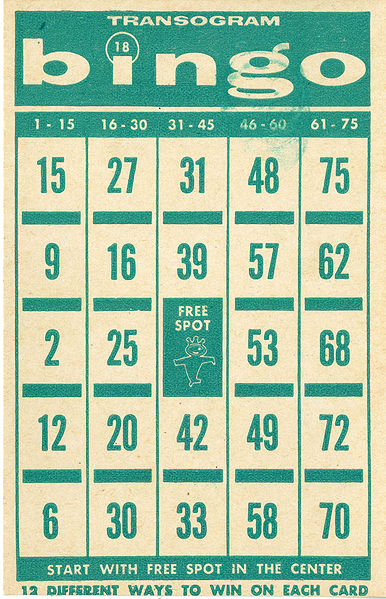 TRANSOGRAM
bingo
18
1 - 15 16 - 30 31 - 45 46 - 60 61 - 75
15 27 31 48 75
9 16 39 57 62
FREE
SPOT
2 25 53 68
12 20 42 49 72
6 30 33 58 70
START WITH FREE SPOT IN THE CENTER
12 DIFFERENT WAYS TO WIN ON EACH CARD